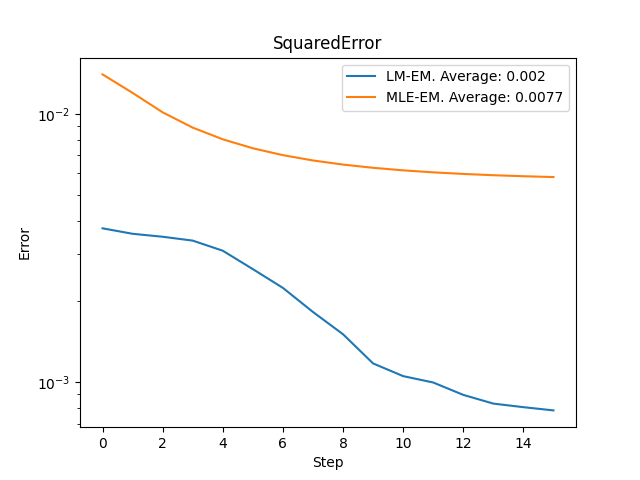 SquaredError
LM-EM. Average: 0.002
MLE-EM. Average: 0.0077
10⁻²
10⁻³
Error
0 2 4 6 8 10 12 14
Step